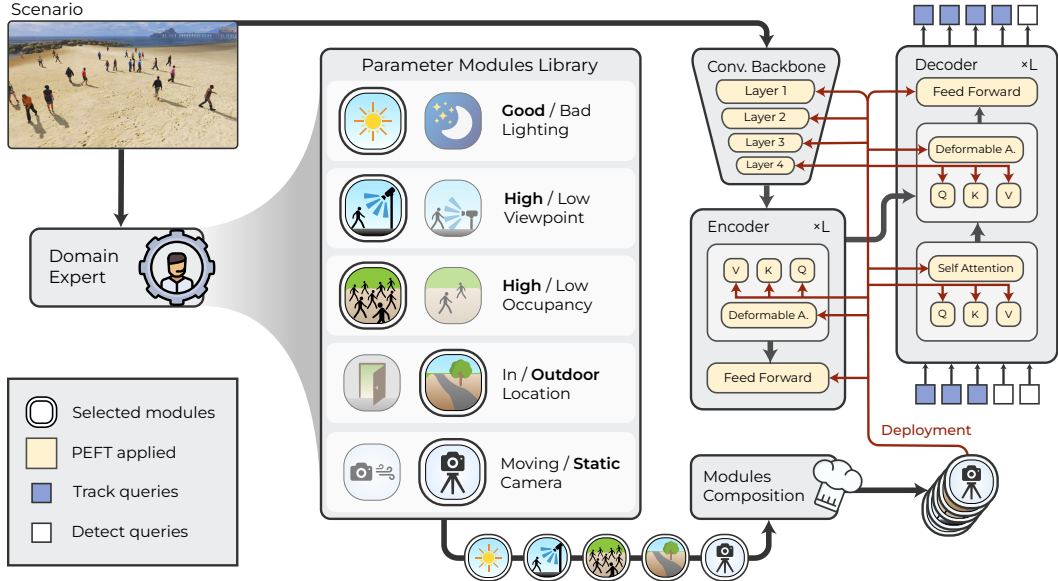 Scenario
Domain
Expert
Parameter Modules Library
Good / Bad
Lighting
High / Low
Viewpoint
High / Low
Occupancy
In / Outdoor
Location
Moving / Static
Camera
Selected modules
PEFT applied
Track queries
Detect queries
Modules
Composition
Deployment
Conv. Backbone
Layer 1
Layer 2
Layer 3
Layer 4
Encoder ×L
V K Q
Deformable A.
Feed Forward
Decoder ×L
Feed Forward
Deformable A.
Q K V
Self Attention
Q K V